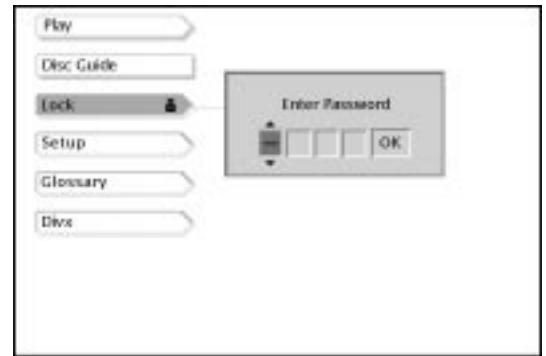 Play
Disc Guide
Lock
Enter Password
Setup
OK
Glossary
Divx